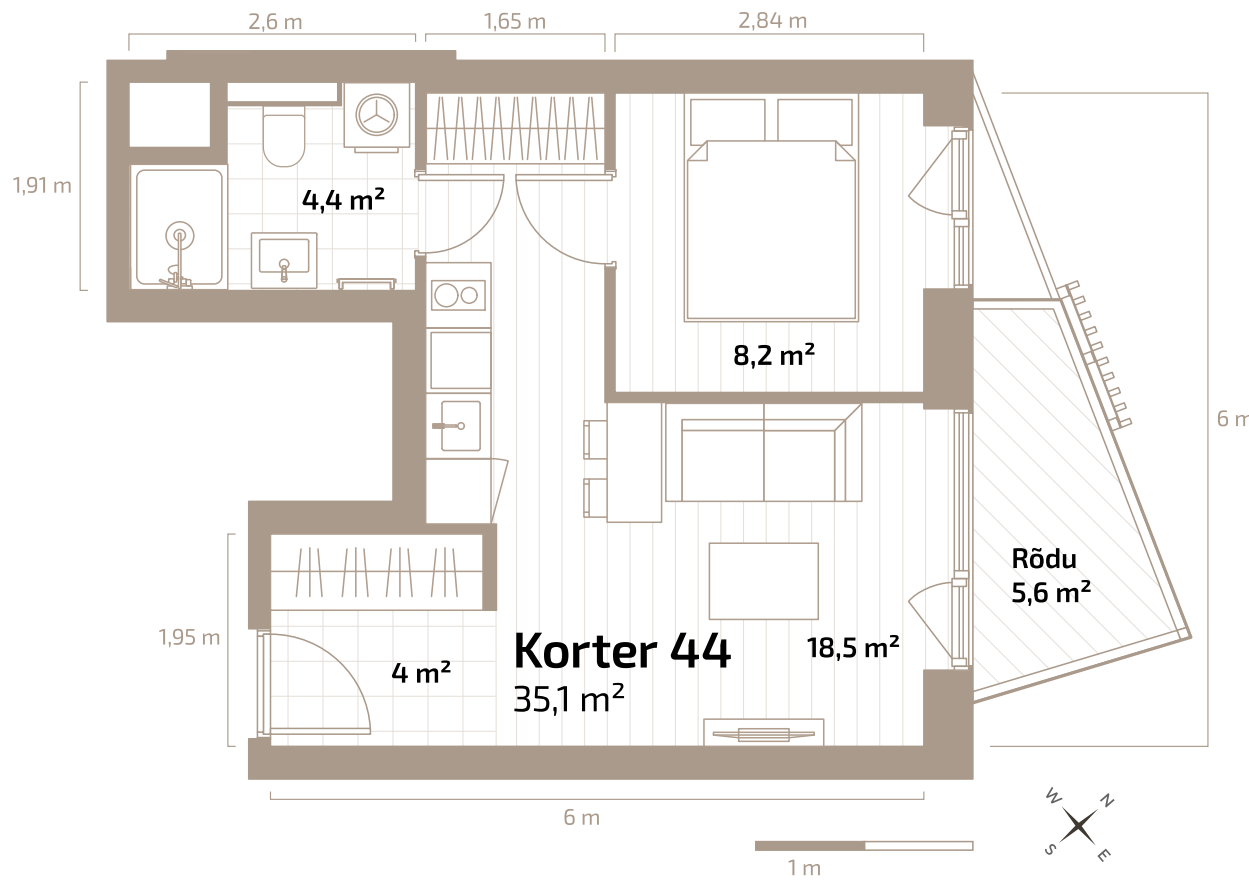 2,6 m
1,65 m
2,84 m
1,91 m
4,4 m²
8,2 m²
6 m
Rõdu
5,6 m²
1,95 m
Korter 44
35,1 m²
18,5 m²
4 m²
6 m
1 m
W
N
S
E